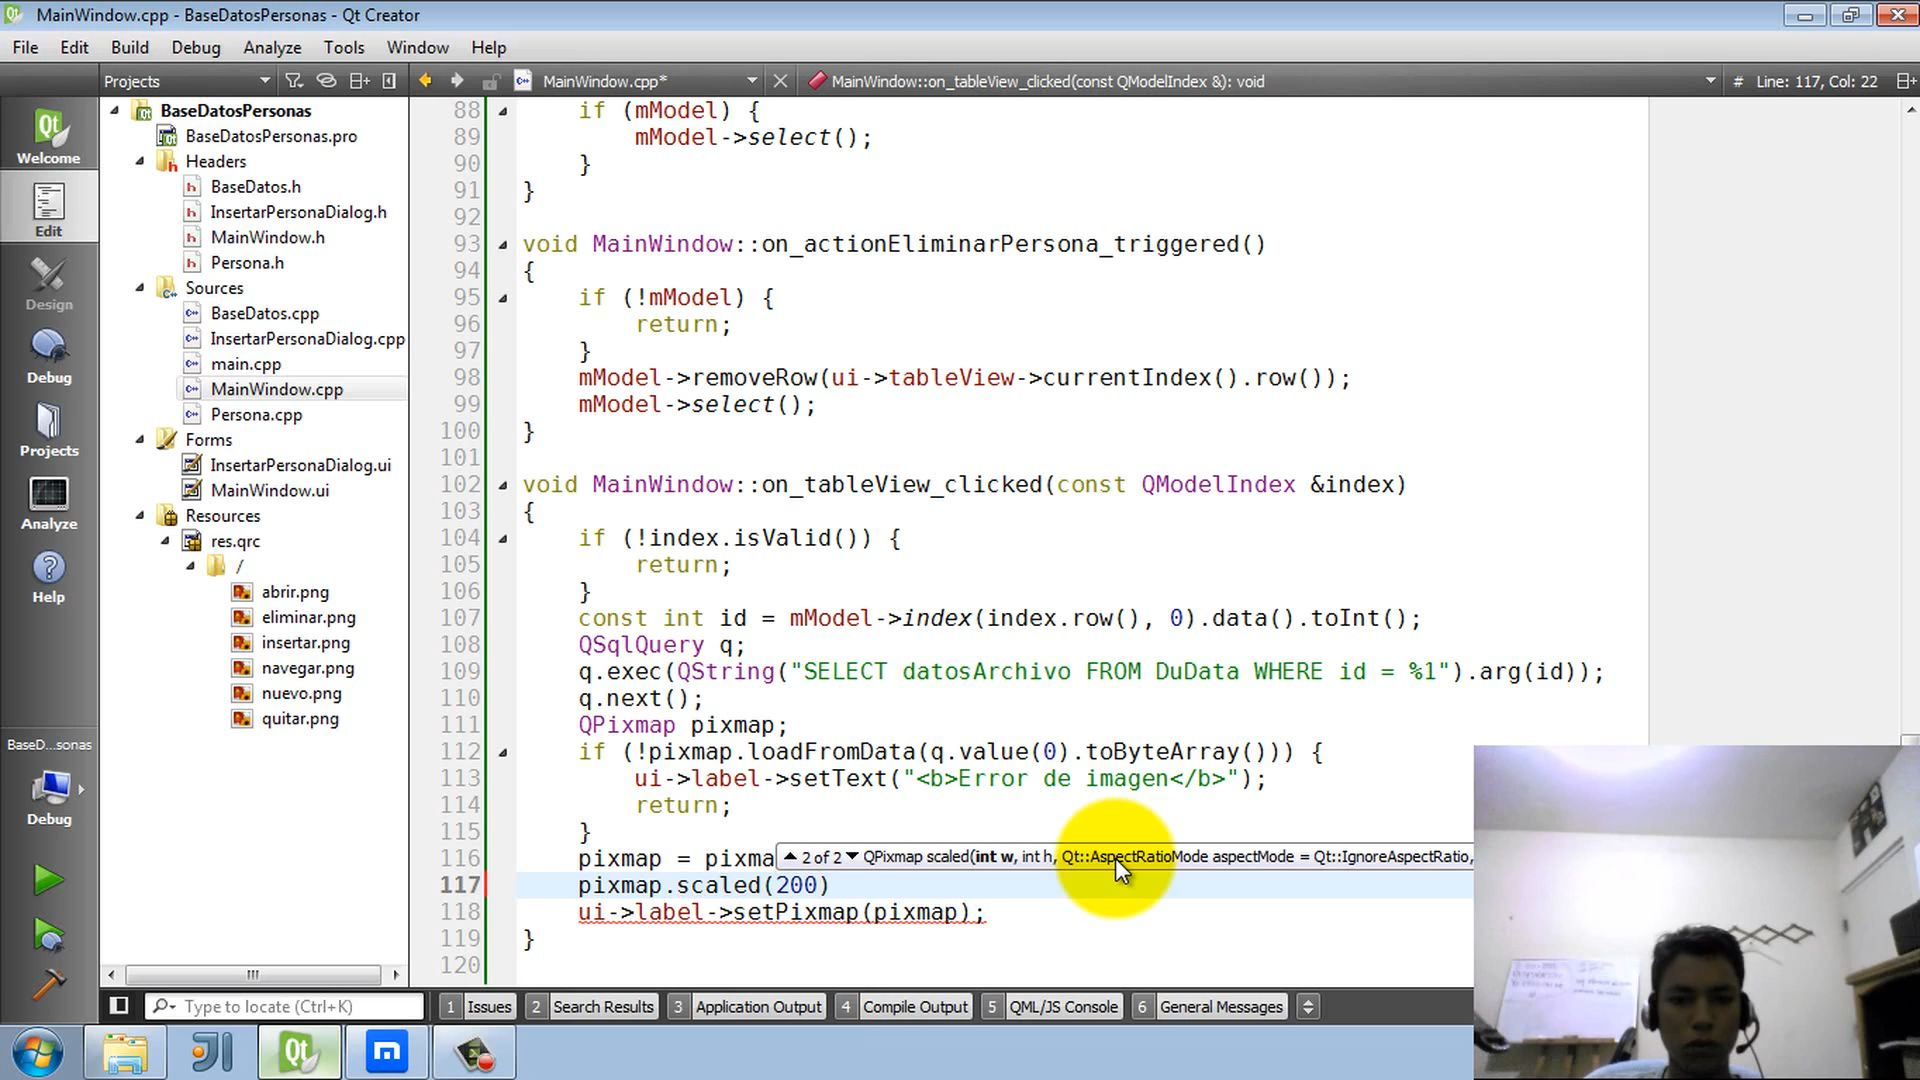 MainWindow.cpp - BaseDatosPersonas - Qt Creator
File Edit Build Debug Analyze Tools Window Help
Projects MainWindow.cpp* MainWindow::on_tableView_clicked(const QModelIndex &): void # Line: 117, Col: 22
Welcome
Edit
Design
Debug
Projects
Analyze
Help
BaseD...sonas
Debug
BaseDatosPersonas
BaseDatosPersonas.pro
Headers
BaseDatos.h
InsertarPersonaDialog.h
MainWindow.h
Persona.h
Sources
BaseDatos.cpp
InsertarPersonaDialog.cpp
main.cpp
MainWindow.cpp
Persona.cpp
Forms
InsertarPersonaDialog.ui
MainWindow.ui
Resources
res.qrc
/
abrir.png
eliminar.png
insertar.png
navegar.png
nuevo.png
quitar.png
88 if (mModel) {
89 mModel->select();
90 }
91 }
92
93 void MainWindow::on_actionEliminarPersona_triggered()
94 {
95 if (!mModel) {
96 return;
97 }
98 mModel->removeRow(ui->tableView->currentIndex().row());
99 mModel->select();
100 }
101
102 void MainWindow::on_tableView_clicked(const QModelIndex &index)
103 {
104 if (!index.isValid()) {
105 return;
106 }
107 const int id = mModel->index(index.row(), 0).data().toInt();
108 QSqlQuery q;
109 q.exec(QString("SELECT datosArchivo FROM DuData WHERE id = %1").arg(id));
110 q.next();
111 QPixmap pixmap;
112 if (!pixmap.loadFromData(q.value(0).toByteArray())) {
113 ui->label->setText("<b>Error de imagen</b>");
114 return;
115 }
116 pixmap = pixma
2 of 2 QPixmap scaled(int w, int h, Qt::AspectRatioMode aspectMode = Qt::IgnoreAspectRatio,
117 pixmap.scaled(200)
118 ui->label->setPixmap(pixmap);
119 }
120
Type to locate (Ctrl+K) 1 Issues 2 Search Results 3 Application Output 4 Compile Output 5 QML/JS Console 6 General Messages